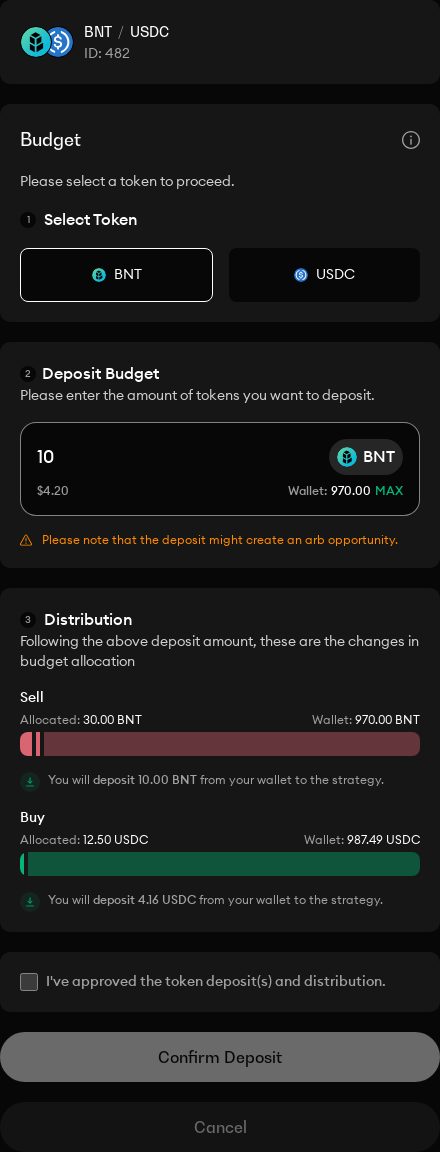 BNT / USDC
ID: 482
Budget
Please select a token to proceed.
1 Select Token
BNT USDC
2 Deposit Budget
Please enter the amount of tokens you want to deposit.
10 BNT
$4.20 Wallet: 970.00 MAX
Please note that the deposit might create an arb opportunity.
3 Distribution
Following the above deposit amount, these are the changes in
budget allocation
Sell
Allocated: 30.00 BNT Wallet: 970.00 BNT
You will deposit 10.00 BNT from your wallet to the strategy.
Buy
Allocated: 12.50 USDC Wallet: 987.49 USDC
You will deposit 4.16 USDC from your wallet to the strategy.
I've approved the token deposit(s) and distribution.
Confirm Deposit
Cancel